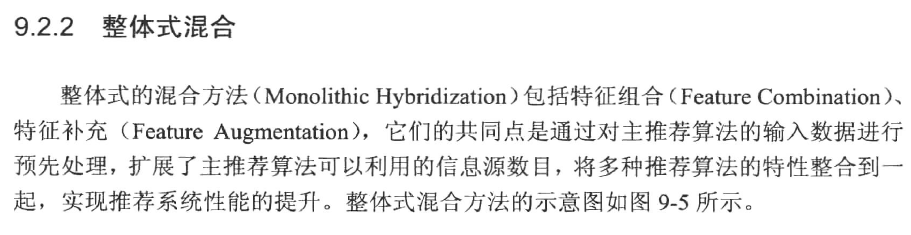 9.2.2 整体式混合
整体式的混合方法(Monolithic Hybridization)包括特征组合(Feature Combination)、
特征补充(Feature Augmentation)，它们的共同点是通过对主推荐算法的输入数据进行
预先处理，扩展了主推荐算法可以利用的信息源数目，将多种推荐算法的特性整合到一
起，实现推荐系统性能的提升。整体式混合方法的示意图如图 9-5 所示。